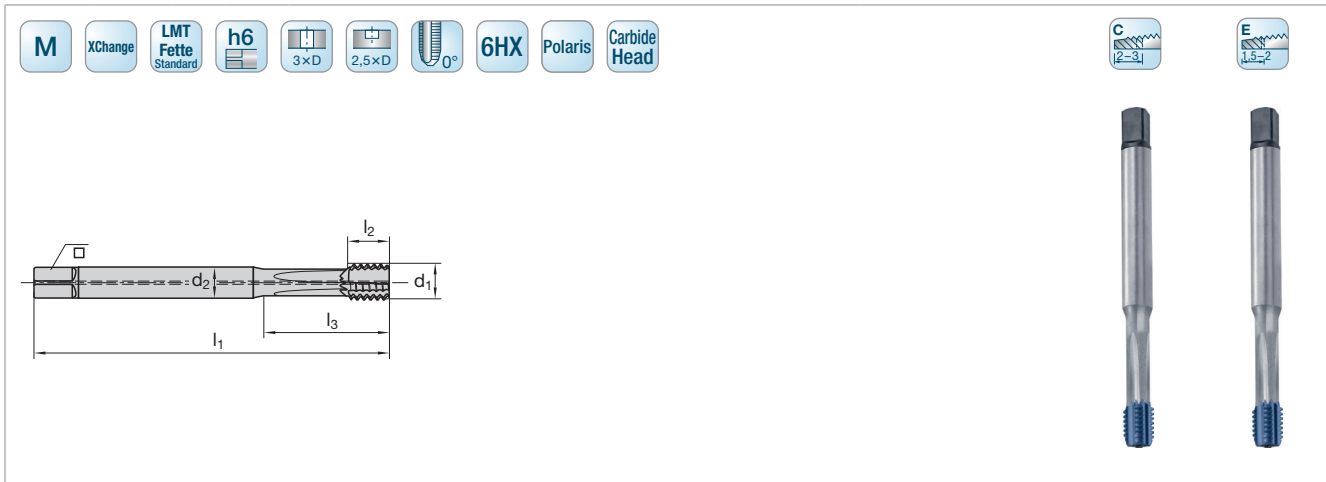 M
XChange
LMT
Fette
Standard
h6
3×D
2,5×D
0°
6HX
Polaris
Carbide
Head
C
2–3
E
1,5–2
l2
d2
d1
l3
l1